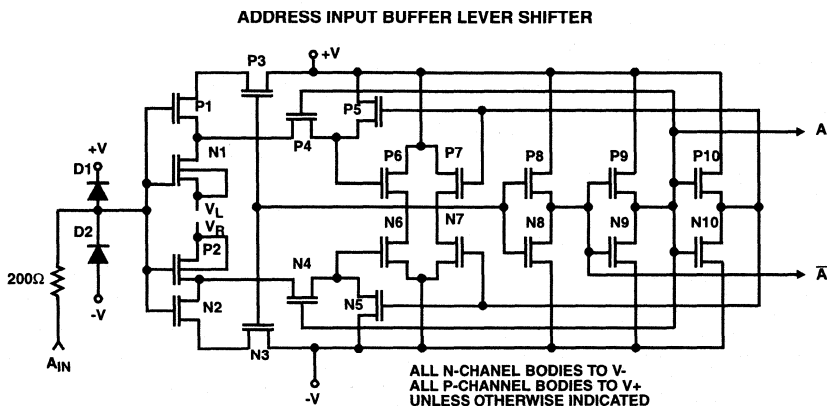 ADDRESS INPUT BUFFER LEVER SHIFTER
+V
P3
P1
P5
A
N1
P4
+V
P6
P7
P8
P9
P10
D1
VL
VR
N6
N7
N8
N9
N10
D2
P2
N4
A
200Ω
N2
N5
-V
N3
AIN
-V
ALL N-CHANEL BODIES TO V-
ALL P-CHANNEL BODIES TO V+
UNLESS OTHERWISE INDICATED